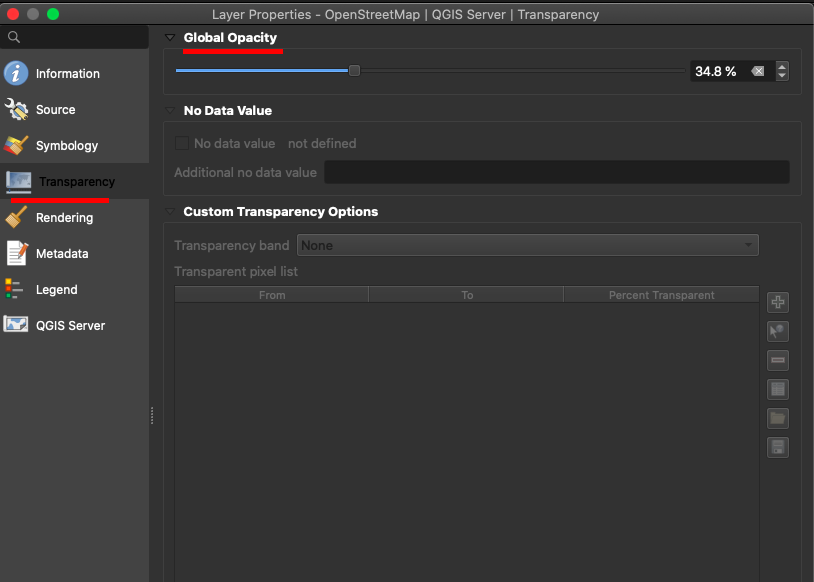 Layer Properties - OpenStreetMap | QGIS Server | Transparency
Information
Source
Symbology
Transparency
Rendering
Metadata
Legend
QGIS Server
Global Opacity
34.8 %
No Data Value
No data value not defined
Additional no data value
Custom Transparency Options
Transparency band None
Transparent pixel list
From To Percent Transparent